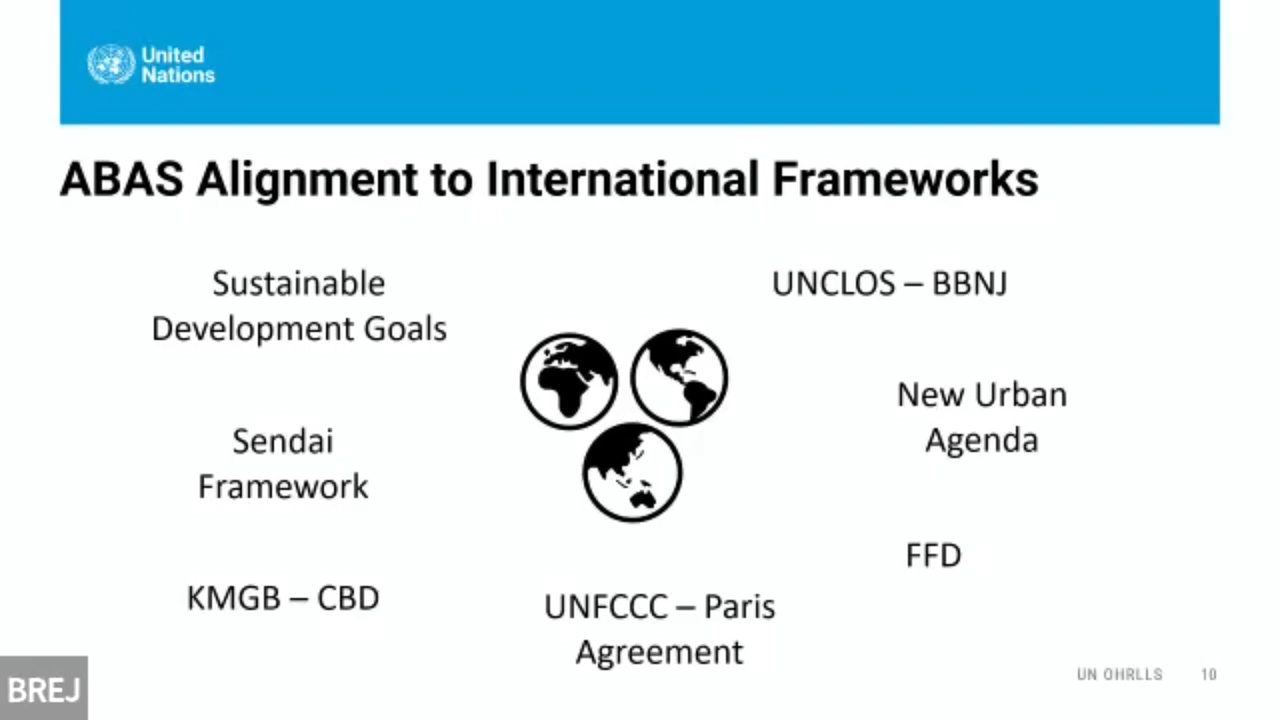 United
Nations
ABAS Alignment to International Frameworks
Sustainable
Development Goals
UNCLOS – BBNJ
New Urban
Agenda
Sendai
Framework
FFD
KMGB – CBD
UNFCCC – Paris
Agreement
UN OHRLLS 10
BREJ